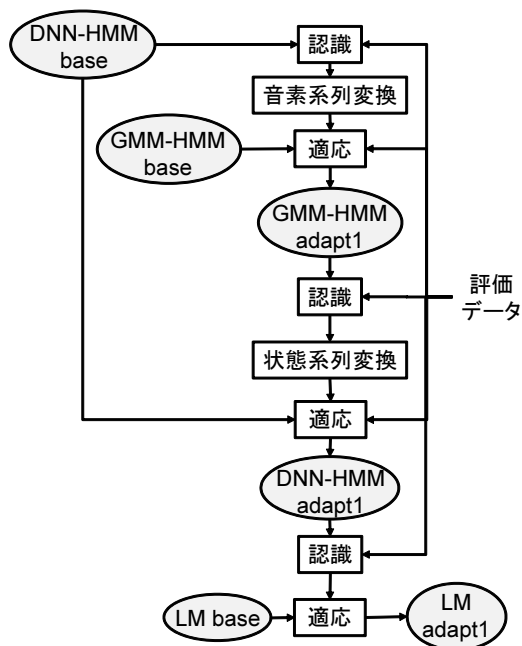 DNN-HMM
base
認識
音素系列変換
GMM-HMM
base
適応
GMM-HMM
adapt1
認識
評価
データ
状態系列変換
適応
DNN-HMM
adapt1
認識
LM base
適応
LM
adapt1